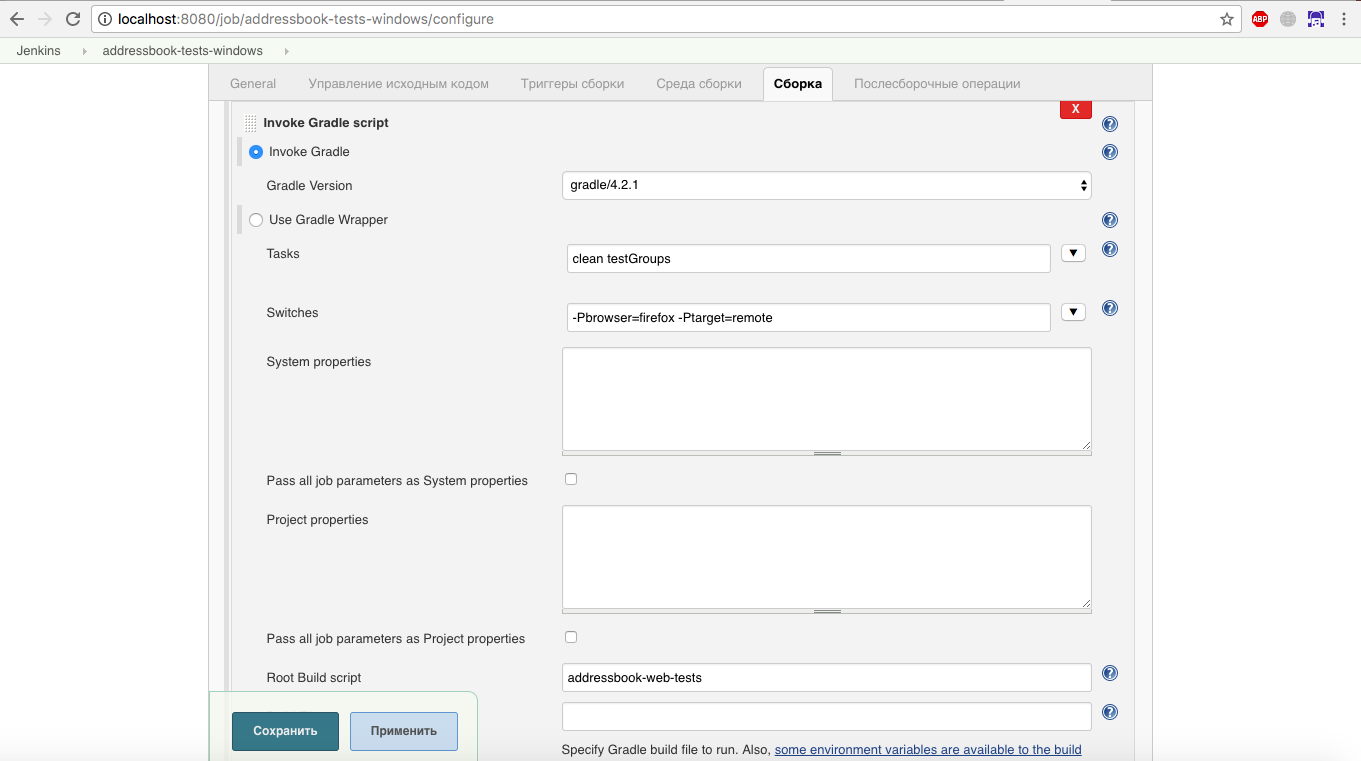 localhost:8080/job/addressbook-tests-windows/configure
ABP
Jenkins addressbook-tests-windows
General Управление исходным кодом Триггеры сборки Среда сборки Сборка Послесборочные операции
X
Invoke Gradle script
Invoke Gradle
Gradle Version gradle/4.2.1
Use Gradle Wrapper
Tasks clean testGroups
Switches -Pbrowser=firefox -Ptarget=remote
System properties
Pass all job parameters as System properties
Project properties
Pass all job parameters as Project properties
Root Build script addressbook-web-tests
Сохранить Применить
Specify Gradle build file to run. Also, some environment variables are available to the build